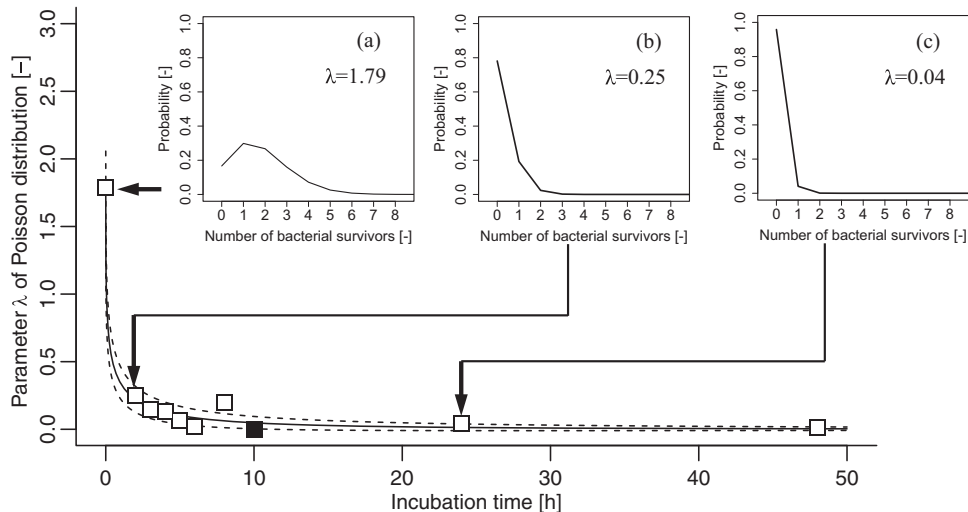 Parameter λ of Poisson distribution [–]
3.0
2.5
2.0
1.5
1.0
0.5
0.0
0 10 20 30 40 50
Incubation time [h]
(a)
λ=1.79
Probability [-]
1.0
0.8
0.6
0.4
0.2
0.0
0 1 2 3 4 5 6 7 8
Number of bacterial survivors [-]
(b)
λ=0.25
Probability [-]
1.0
0.8
0.6
0.4
0.2
0.0
0 1 2 3 4 5 6 7 8
Number of bacterial survivors [-]
(c)
λ=0.04
Probability [-]
1.0
0.8
0.6
0.4
0.2
0.0
0 1 2 3 4 5 6 7 8
Number of bacterial survivors [-]